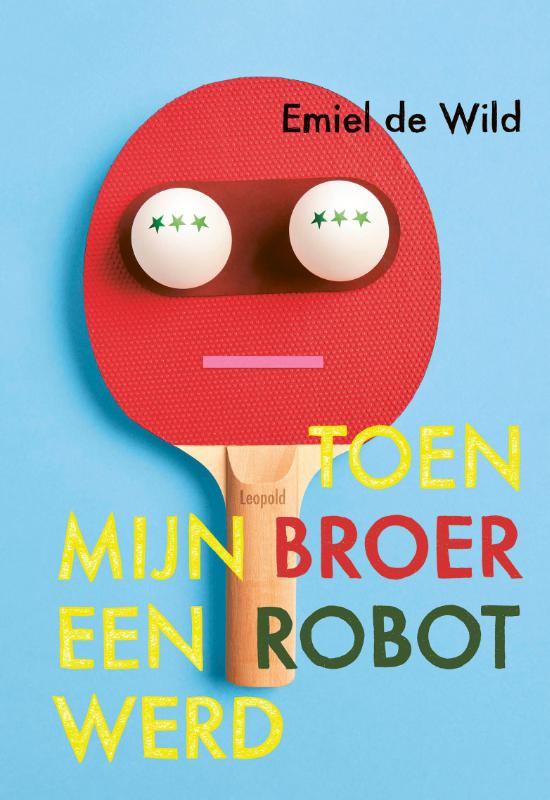 Emiel de Wild
★★★ ★★★
TOEN
Leopold
MIJN BROER
EEN ROBOT
WERD